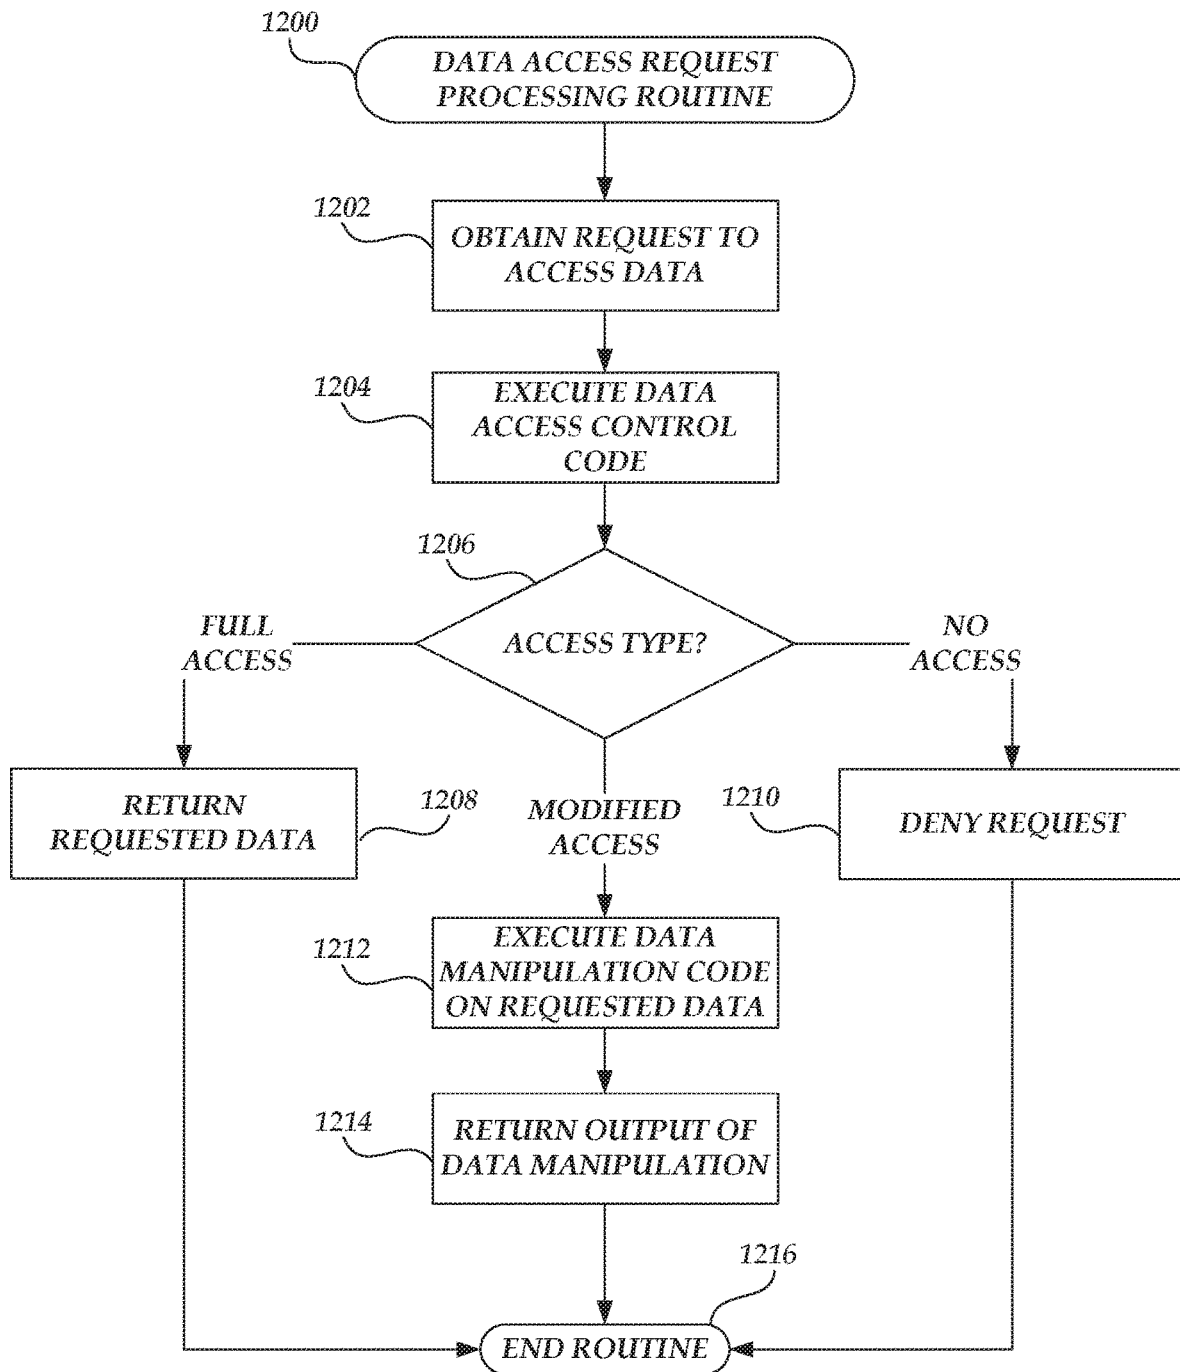 1200
DATA ACCESS REQUEST
PROCESSING ROUTINE
1202
OBTAIN REQUEST TO
ACCESS DATA
1204
EXECUTE DATA
ACCESS CONTROL
CODE
1206
ACCESS TYPE?
FULL
ACCESS
NO
ACCESS
RETURN
REQUESTED DATA
1208
MODIFIED
ACCESS
1210
DENY REQUEST
1212
EXECUTE DATA
MANIPULATION CODE
ON REQUESTED DATA
1214
RETURN OUTPUT OF
DATA MANIPULATION
1216
END ROUTINE